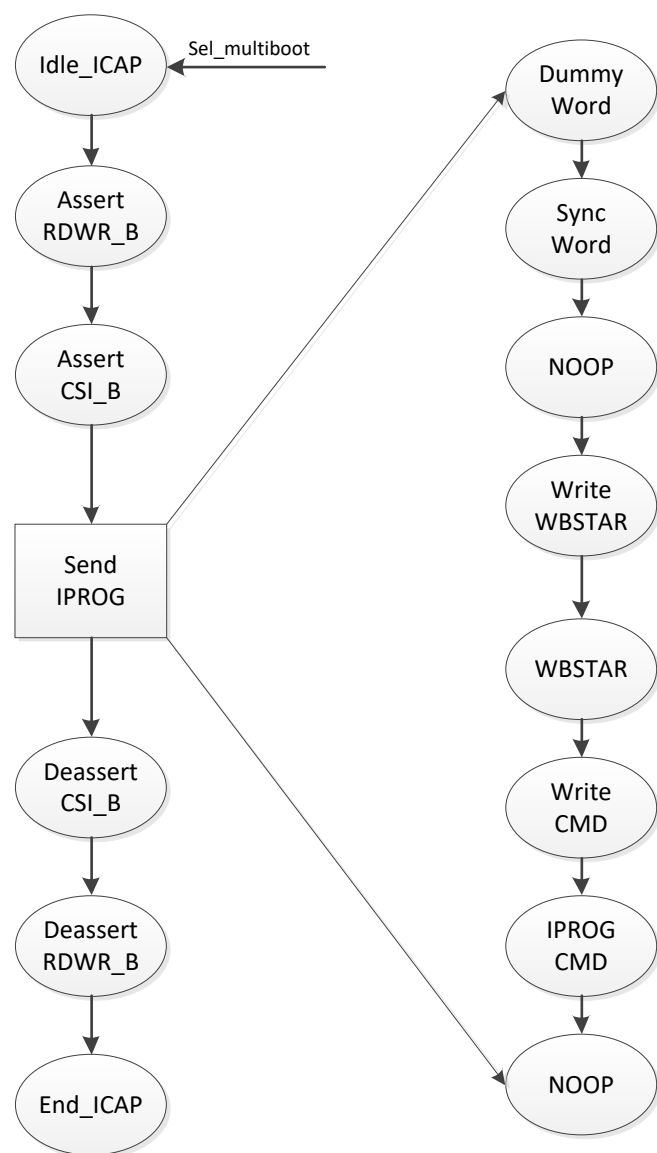 Idle_ICAP
Sel_multiboot
Assert
RDWR_B
Assert
CSI_B
Send
IPROG
Deassert
CSI_B
Deassert
RDWR_B
End_ICAP
Dummy
Word
Sync
Word
NOOP
Write
WBSTAR
WBSTAR
Write
CMD
IPROG
CMD
NOOP